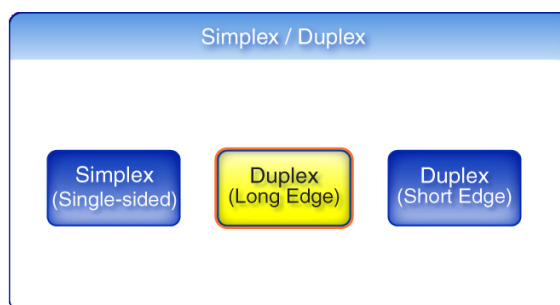 Simplex / Duplex
Simplex
(Single-sided)
Duplex
(Long Edge)
Duplex
(Short Edge)